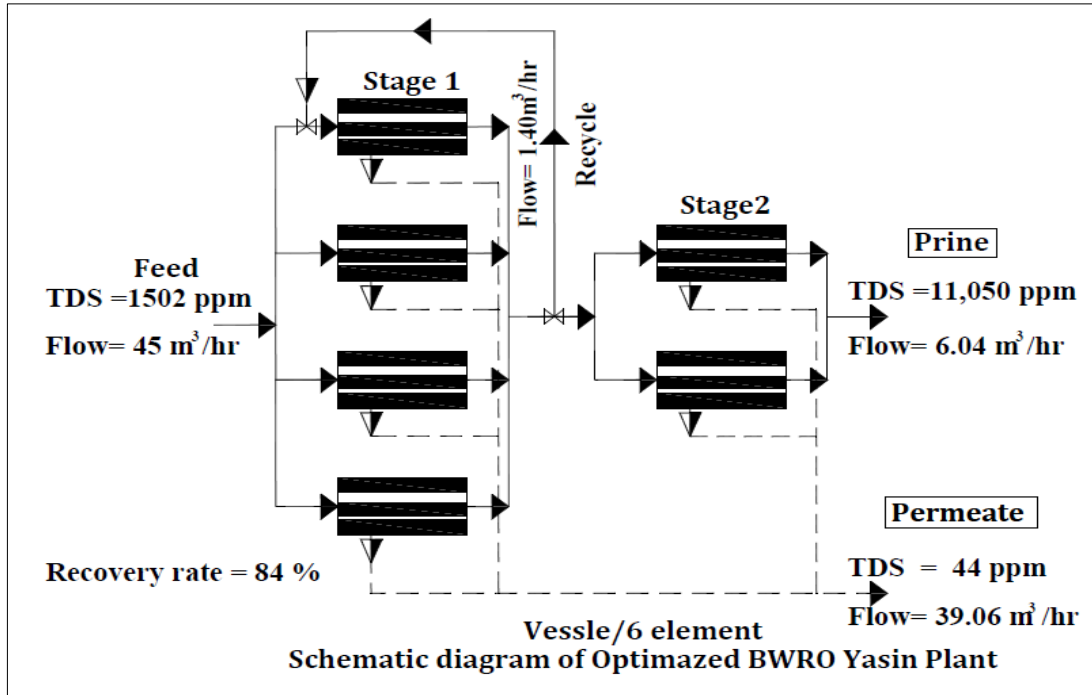 Stage 1
Flow= 1.40m³/hr
Recycle
Stage2
Feed
TDS =1502 ppm
Flow= 45 m³/hr
Prine
TDS =11,050 ppm
Flow= 6.04 m³/hr
Permeate
TDS = 44 ppm
Flow= 39.06 m³/hr
Recovery rate = 84 %
Vessle/6 element
Schematic diagram of Optimazed BWRO Yasin Plant